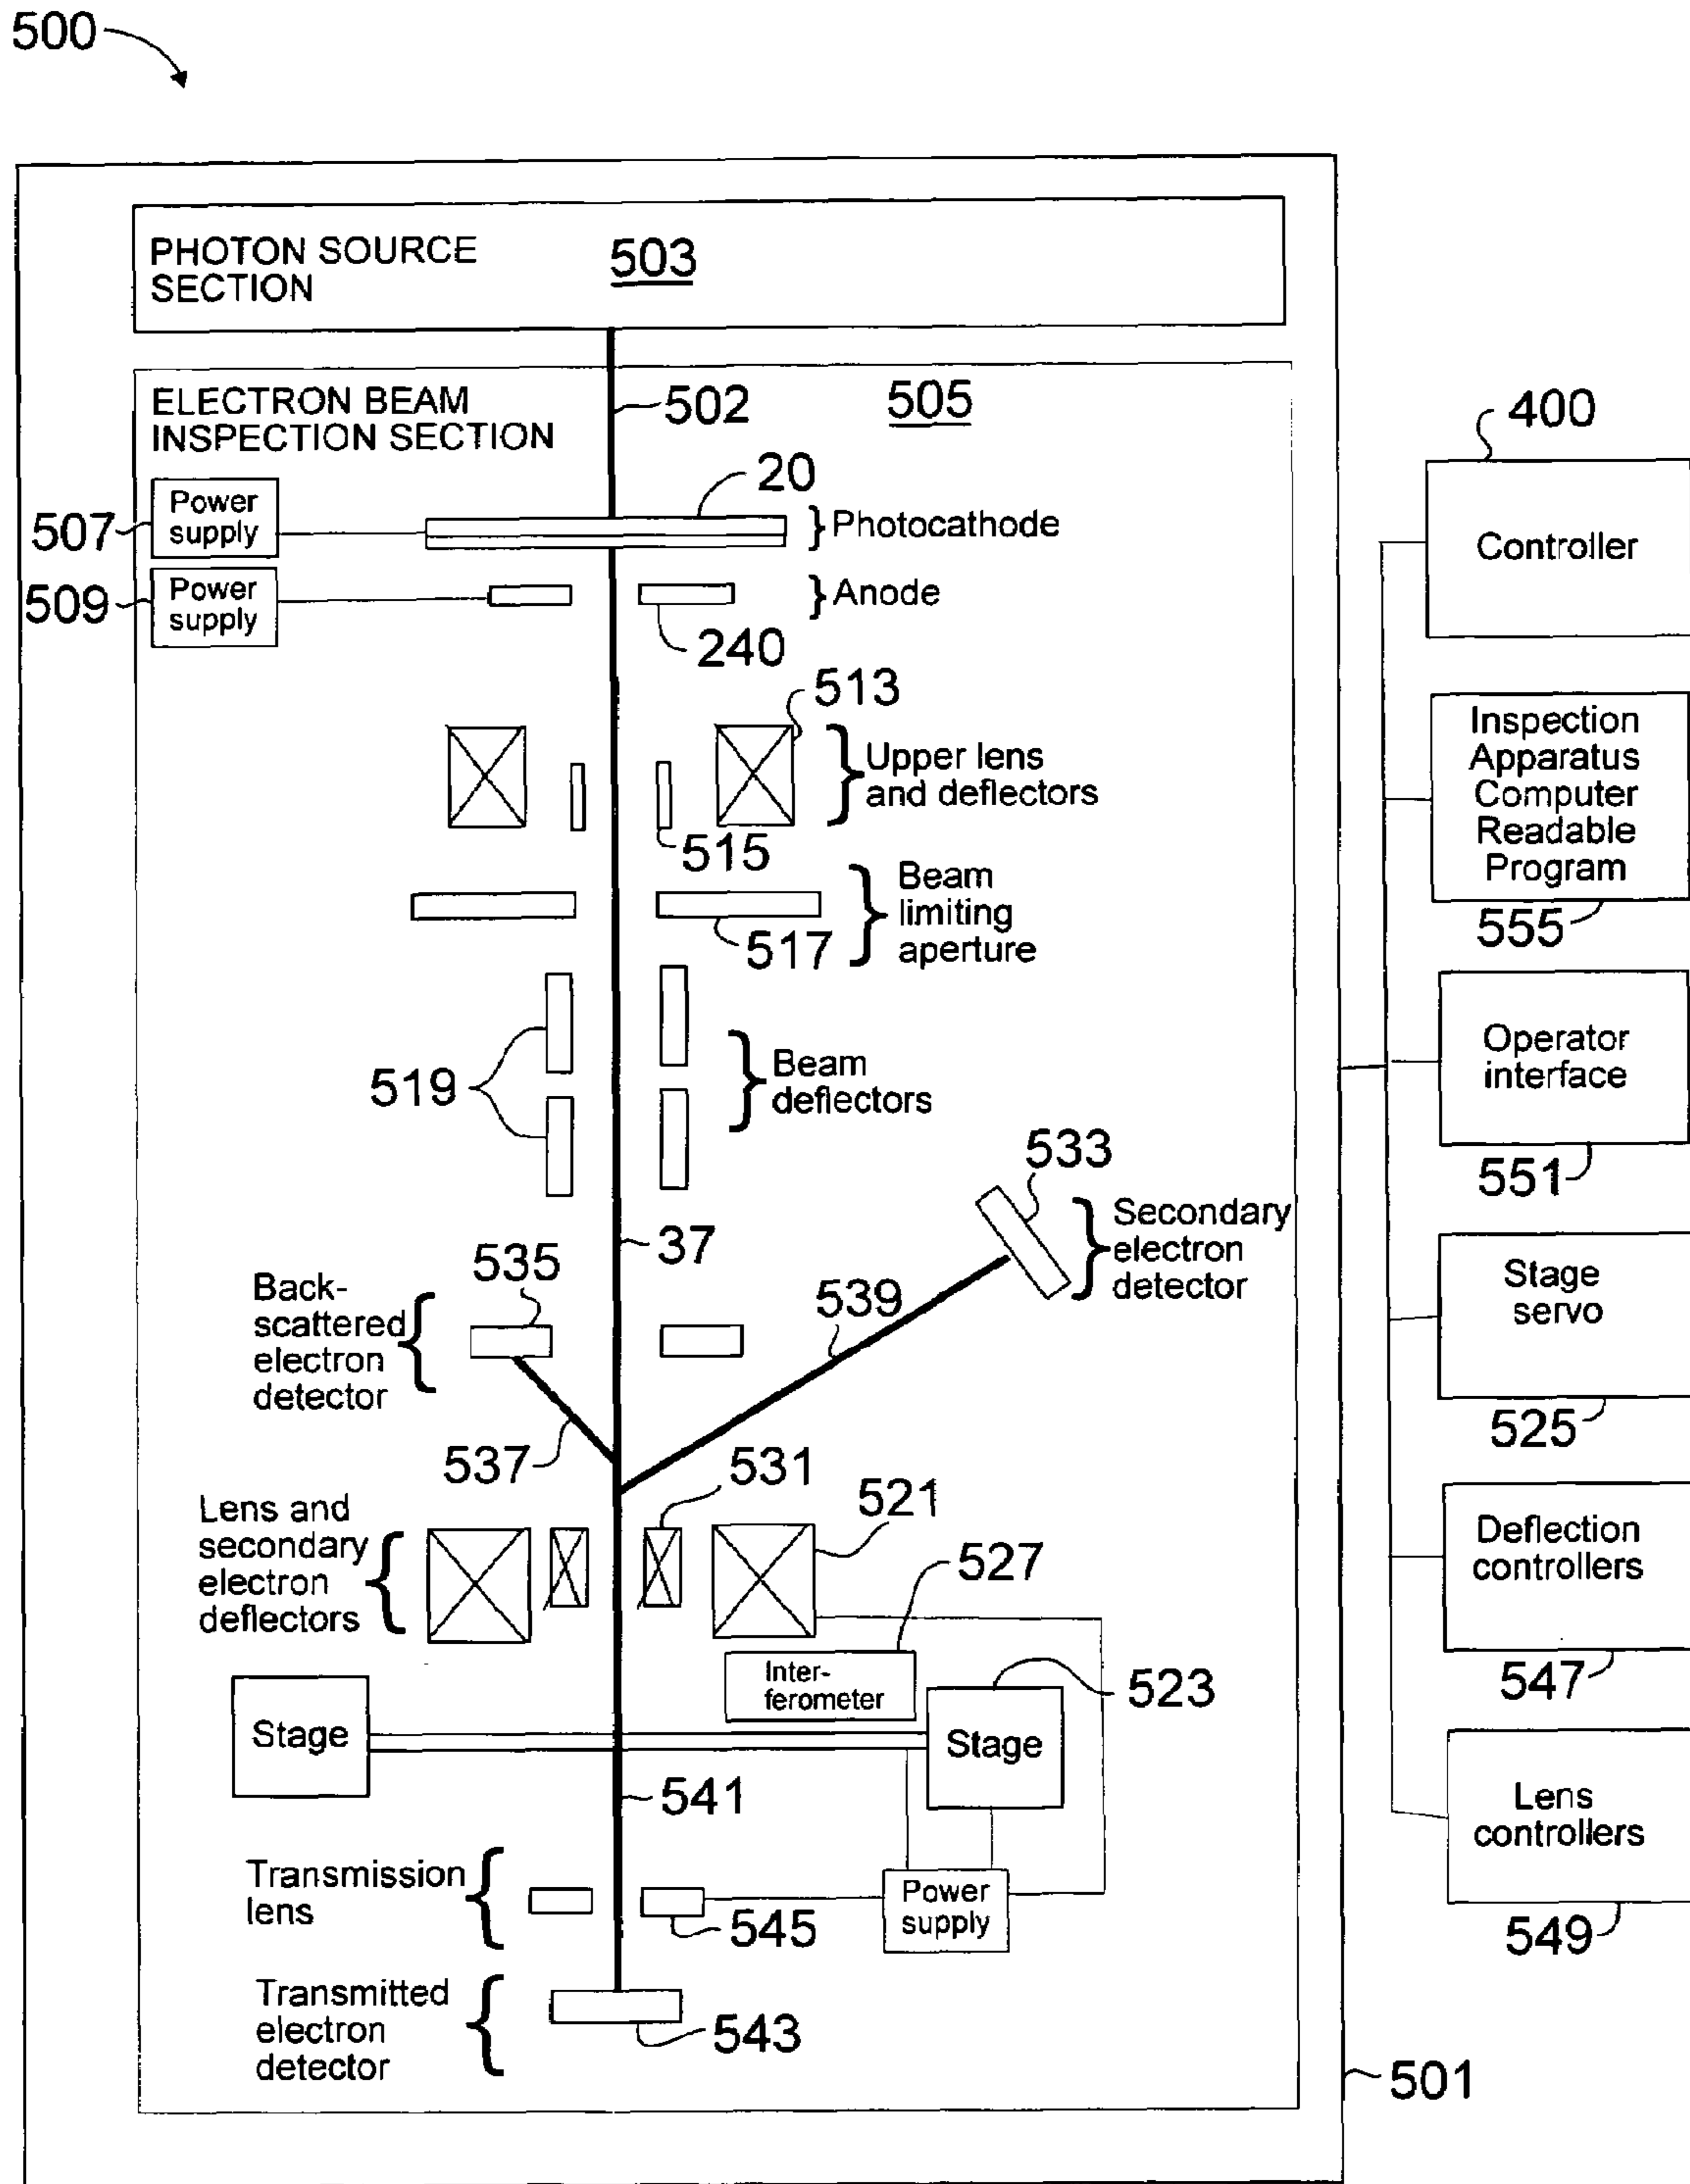 500
PHOTON SOURCE
SECTION
503
ELECTRON BEAM
INSPECTION SECTION
505
502
20
Power
supply
507
Photocathode
Power
supply
509
Anode
240
513
Upper lens
and deflectors
515
Beam
limiting
aperture
517
519
Beam
deflectors
533
Secondary
electron
detector
37
535
Back-
scattered
electron
detector
539
537
531
521
Lens and
secondary
electron
deflectors
527
Inter-
ferometer
523
Stage
Stage
541
Transmission
lens
545
Power
supply
Transmitted
electron
detector
543
501
400
Controller
Inspection
Apparatus
Computer
Readable
Program
555
Operator
interface
551
Stage
servo
525
Deflection
controllers
547
Lens
controllers
549